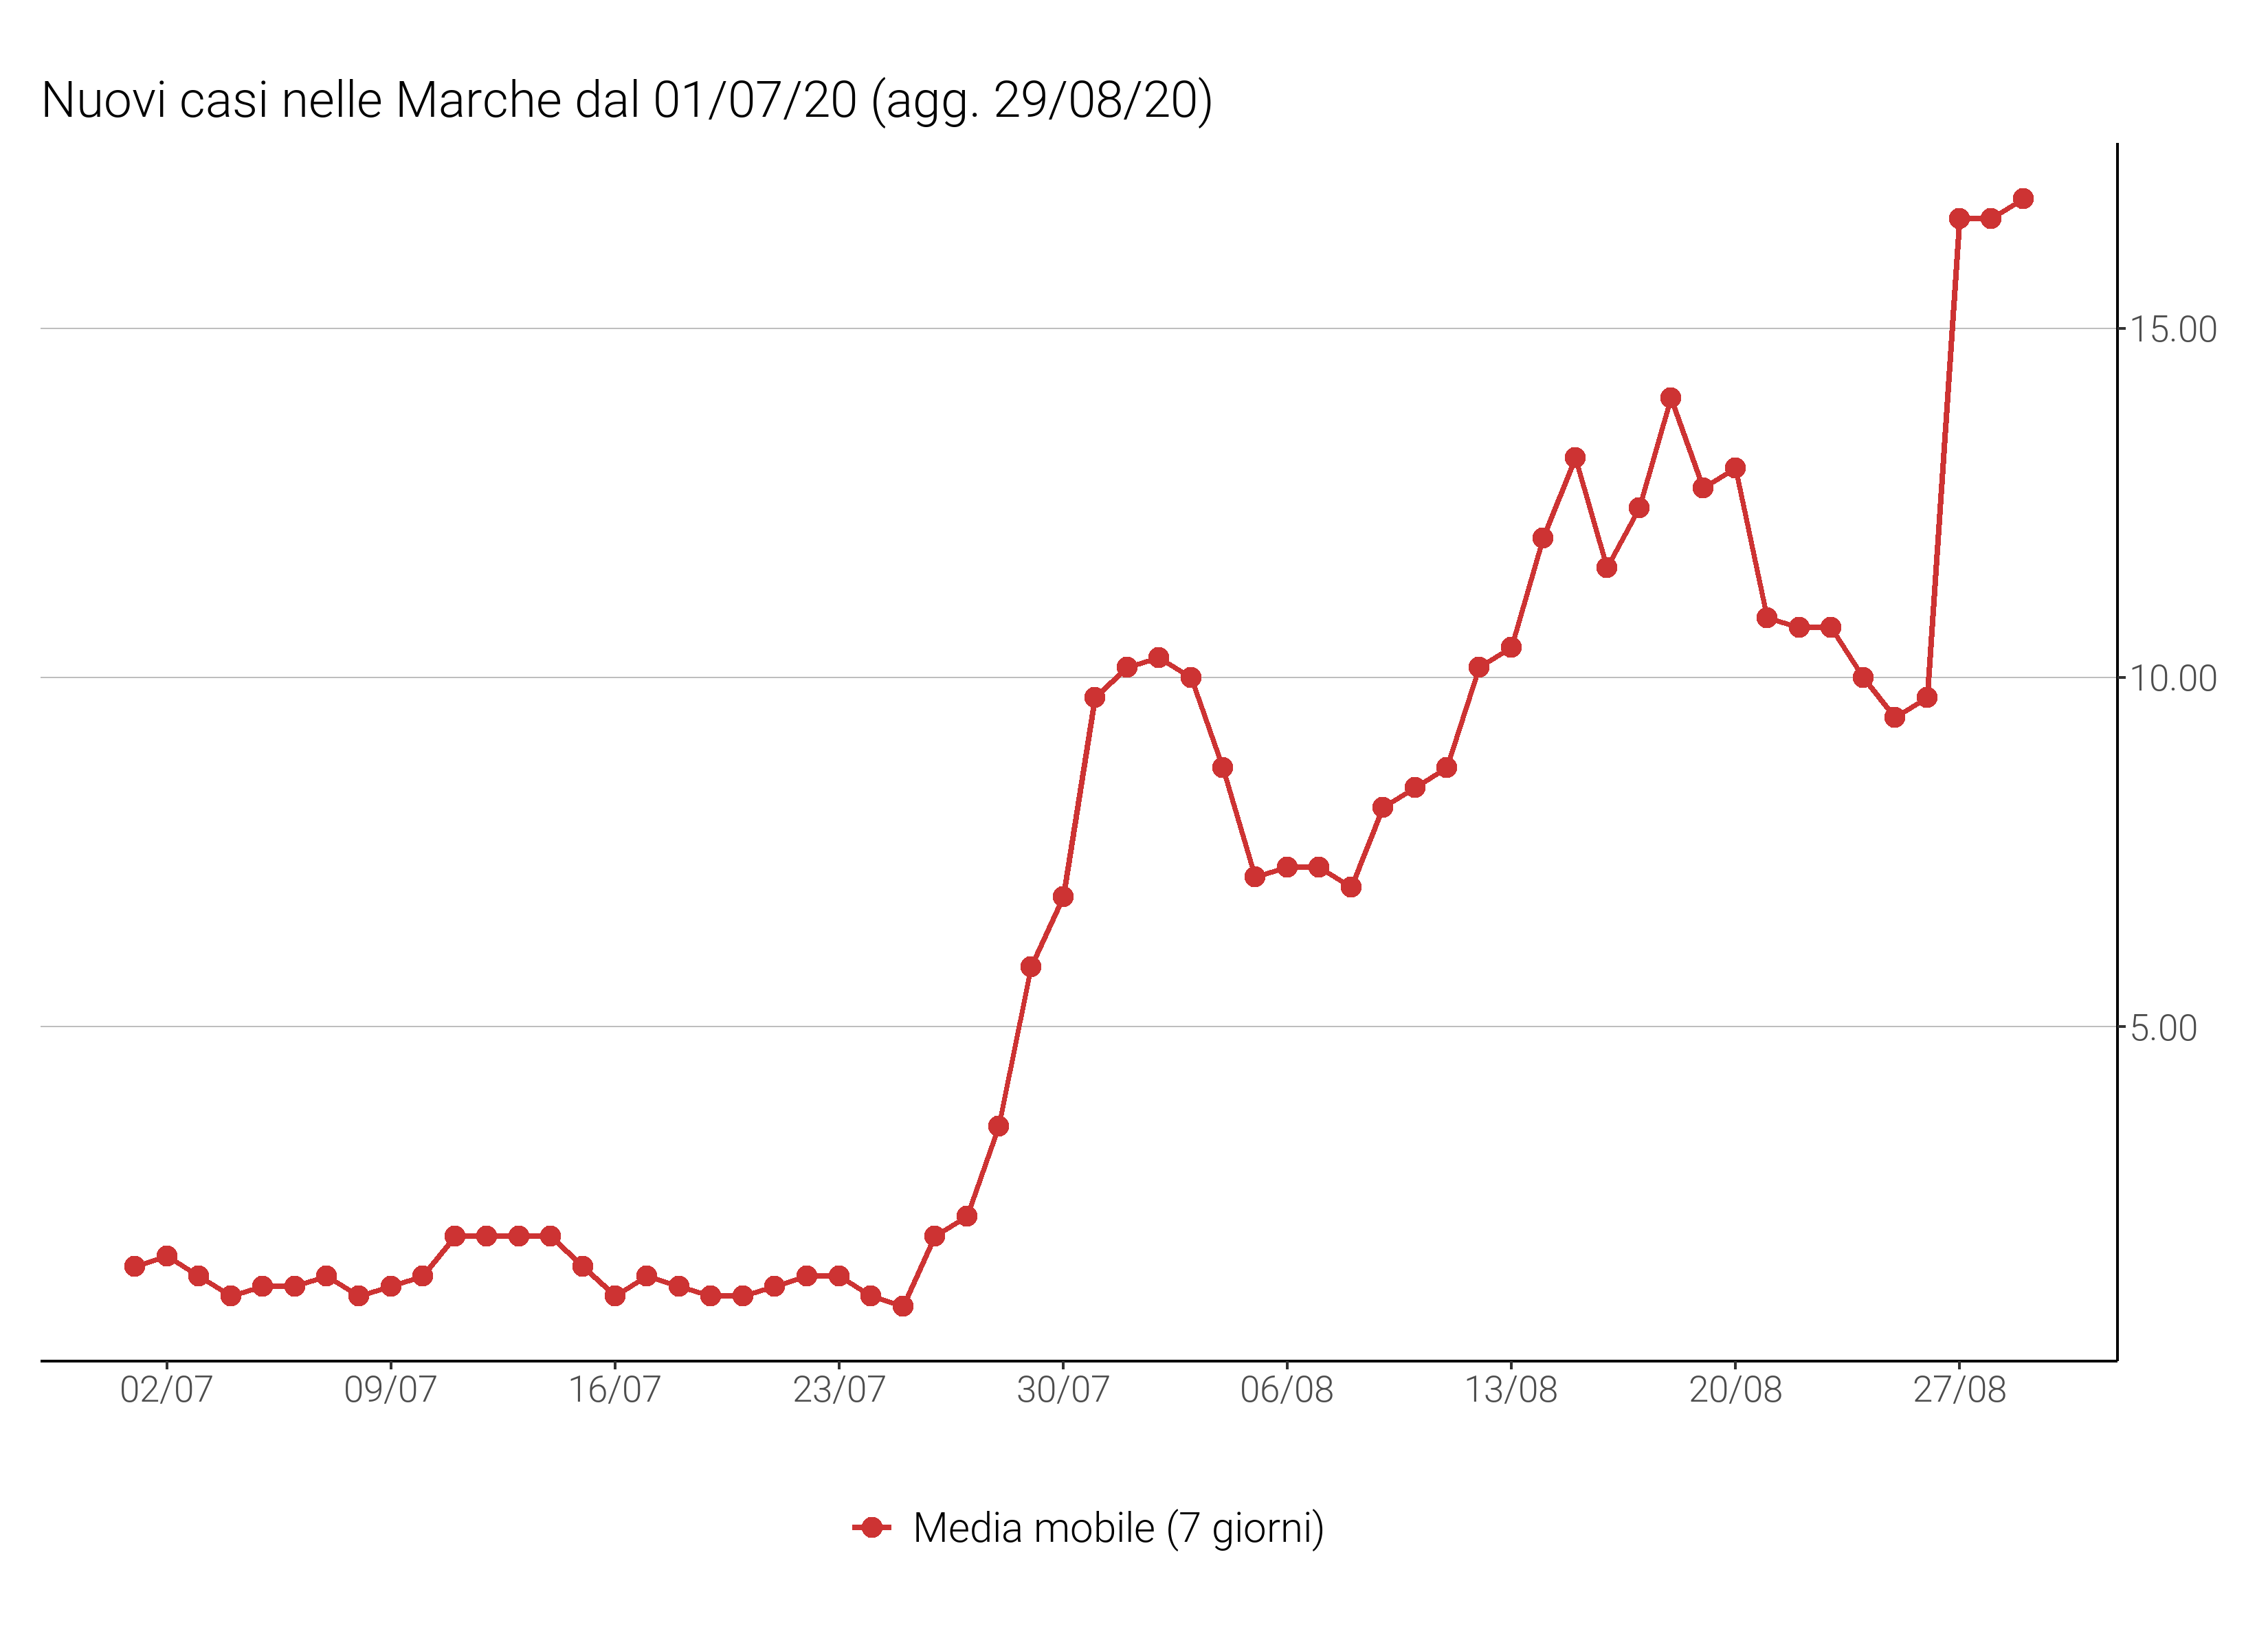 Nuovi casi nelle Marche dal 01/07/20 (agg. 29/08/20)
15.00
10.00
5.00
02/07 09/07 16/07 23/07 30/07 06/08 13/08 20/08 27/08
Media mobile (7 giorni)